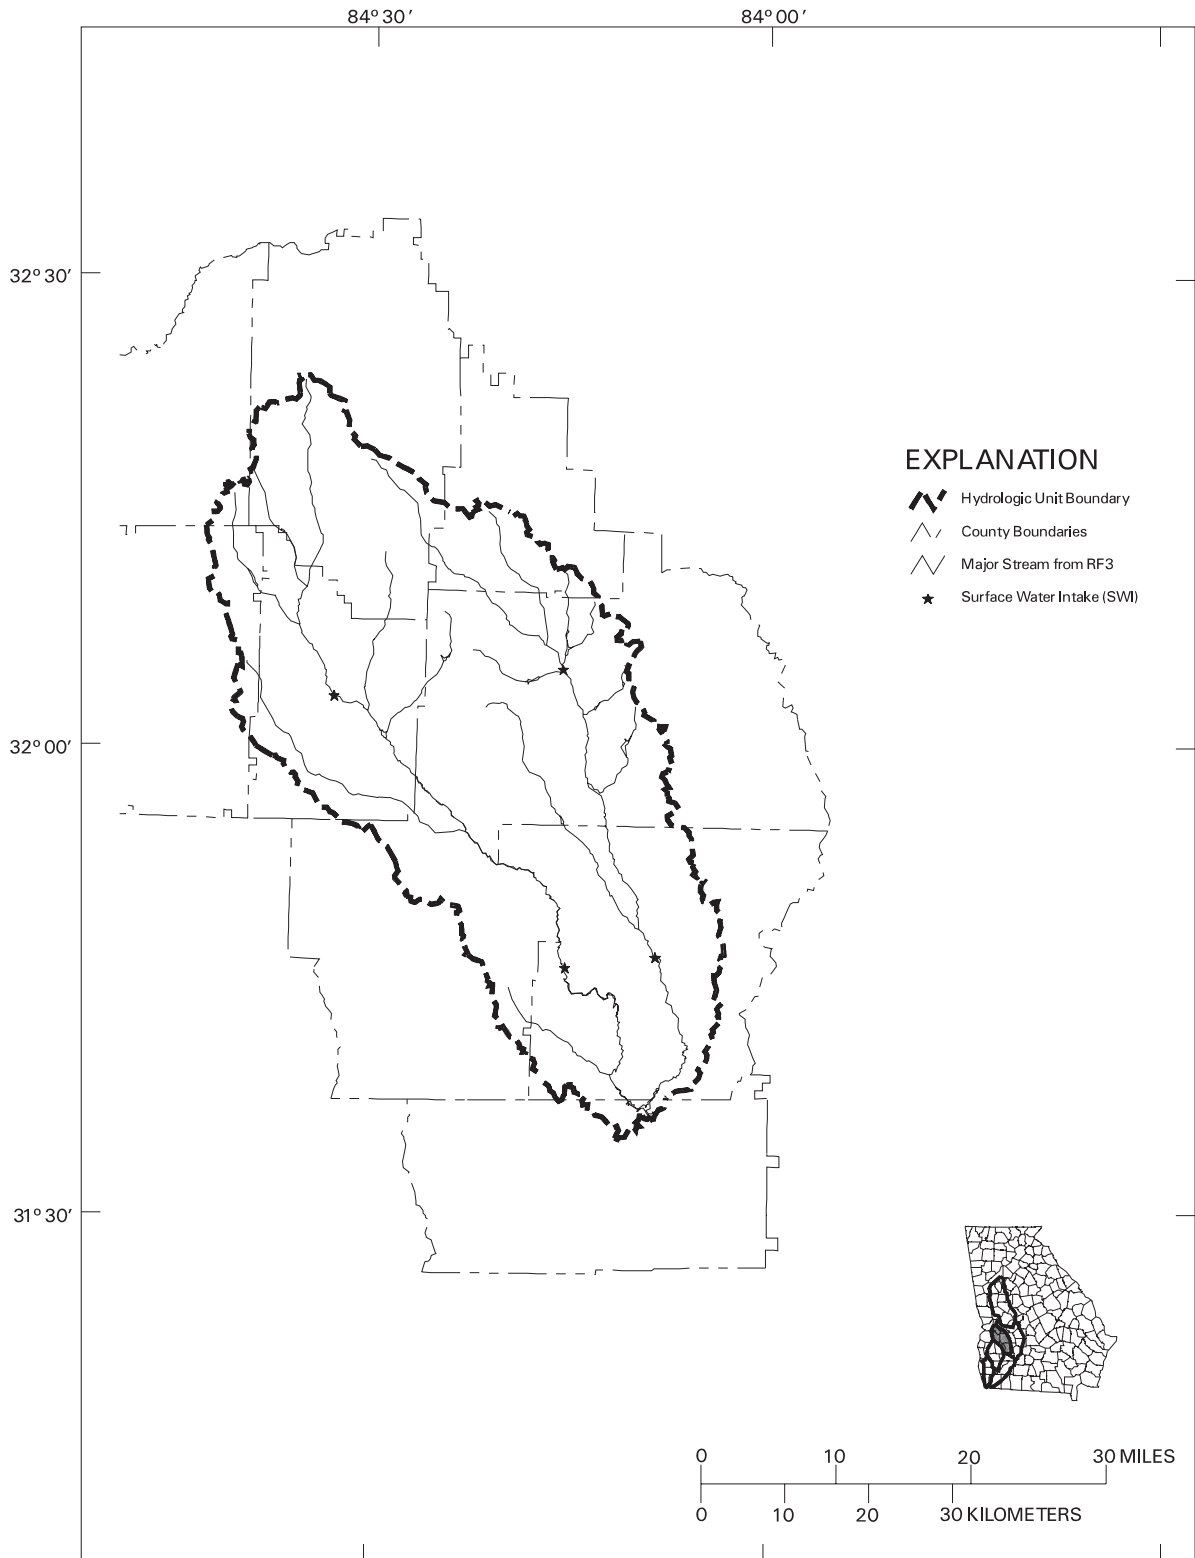 84° 30’ 84° 00’
32° 30’
EXPLANATION
Hydrologic Unit Boundary
County Boundaries
Major Stream from RF3
Surface Water Intake (SWI)
32° 00’
31° 30’
0 10 20 30 MILES
0 10 20 30 KILOMETERS